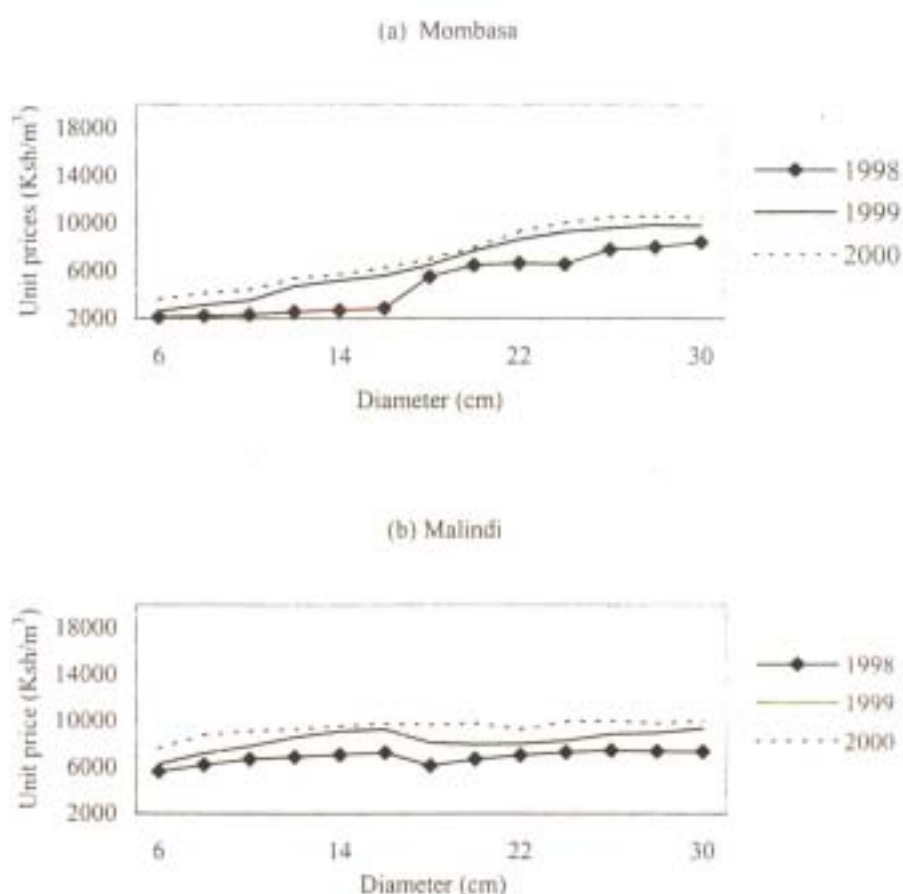 (a) Mombasa
Unit prices (Ksh/m³)
18000
14000
10000
6000
2000
6 14 22 30
Diameter (cm)
1998
1999
2000
(b) Malindi
Unit price (Ksh/m³)
18000
14000
10000
6000
2000
6 14 22 30
Diameter (cm)
1998
1999
2000